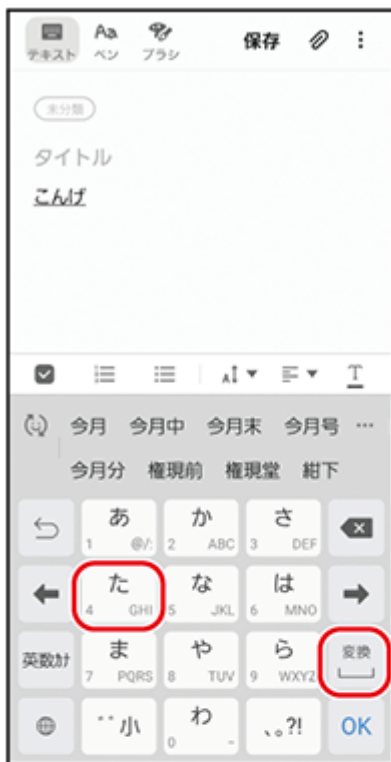 テキスト Aa ペン ブラシ 保存
未分類
タイトル
こんげ
T
今月 今月中 今月末 今月号 …
今月分 権現前 権現堂 紺下
あ 1 @/: か 2 ABC さ 3 DEF
た 4 GHI な 5 JKL は 6 MNO
英数カナ ま 7 PQRS や 8 TUV ら 9 WXYZ 変換
゛゜小 わ 0 - 、。?! OK